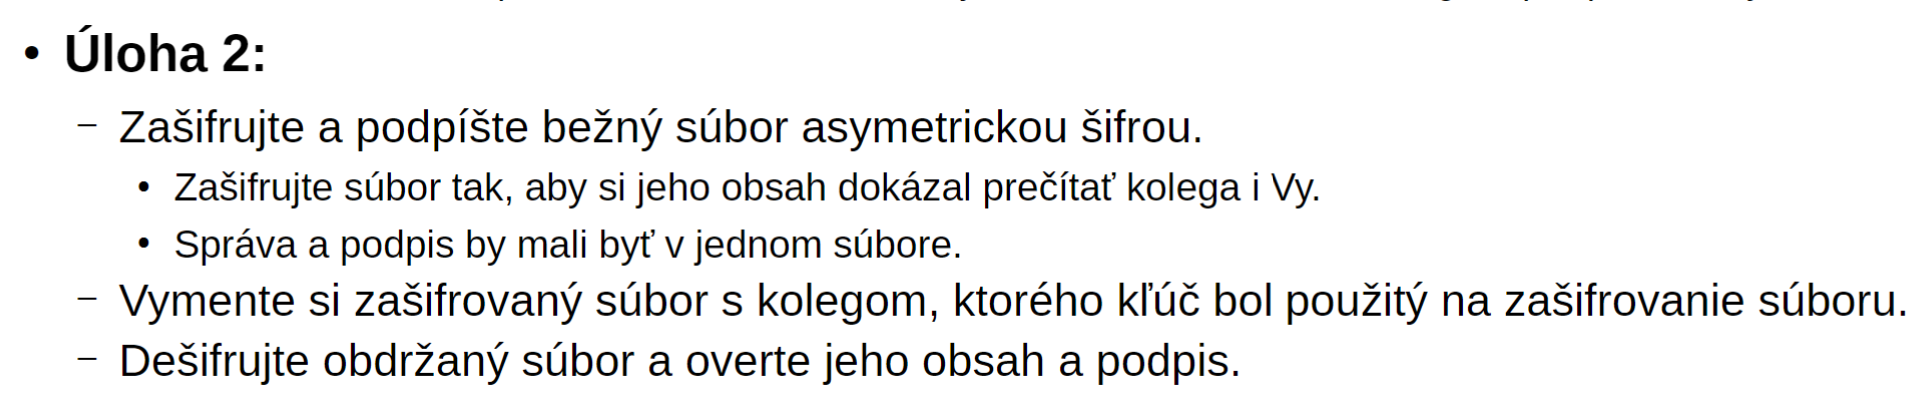 • Úloha 2:
– Zašifrujte a podpíšte bežný súbor asymetrickou šifrou.
• Zašifrujte súbor tak, aby si jeho obsah dokázal prečítať kolega i Vy.
• Správa a podpis by mali byť v jednom súbore.
– Vymente si zašifrovaný súbor s kolegom, ktorého kľúč bol použitý na zašifrovanie súboru.
– Dešifrujte obdržaný súbor a overte jeho obsah a podpis.